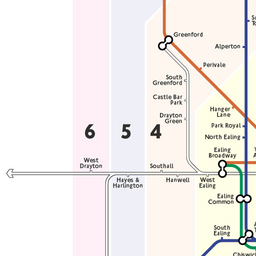 Greenford
Alperton
Perivale
South
Greenford
Castle Bar
Park
Hanger
Lane
Drayton
Green
Park Royal
North Ealing
6
5
4
Ealing
Broadway
West
Drayton
Southall
Hayes &
Harlington
Hanwell
West
Ealing
Ealing
Common
South
Ealing